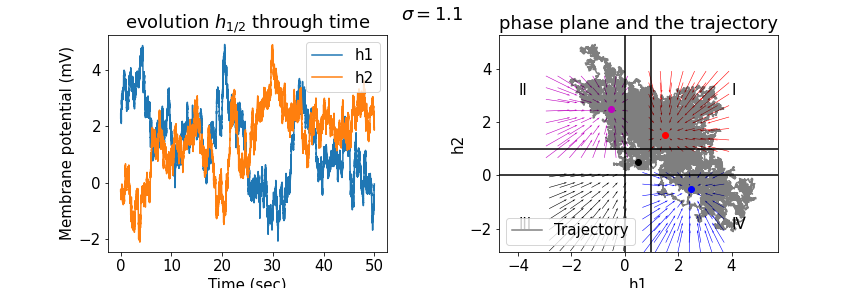 σ = 1.1
evolution h1/2 through time
Membrane potential (mV)
4
2
0
−2
0
10
20
30
40
50
Time (sec)
h1
h2
phase plane and the trajectory
h2
4
2
0
−2
−4
−2
0
2
4
h1
II
I
III
IV
Trajectory